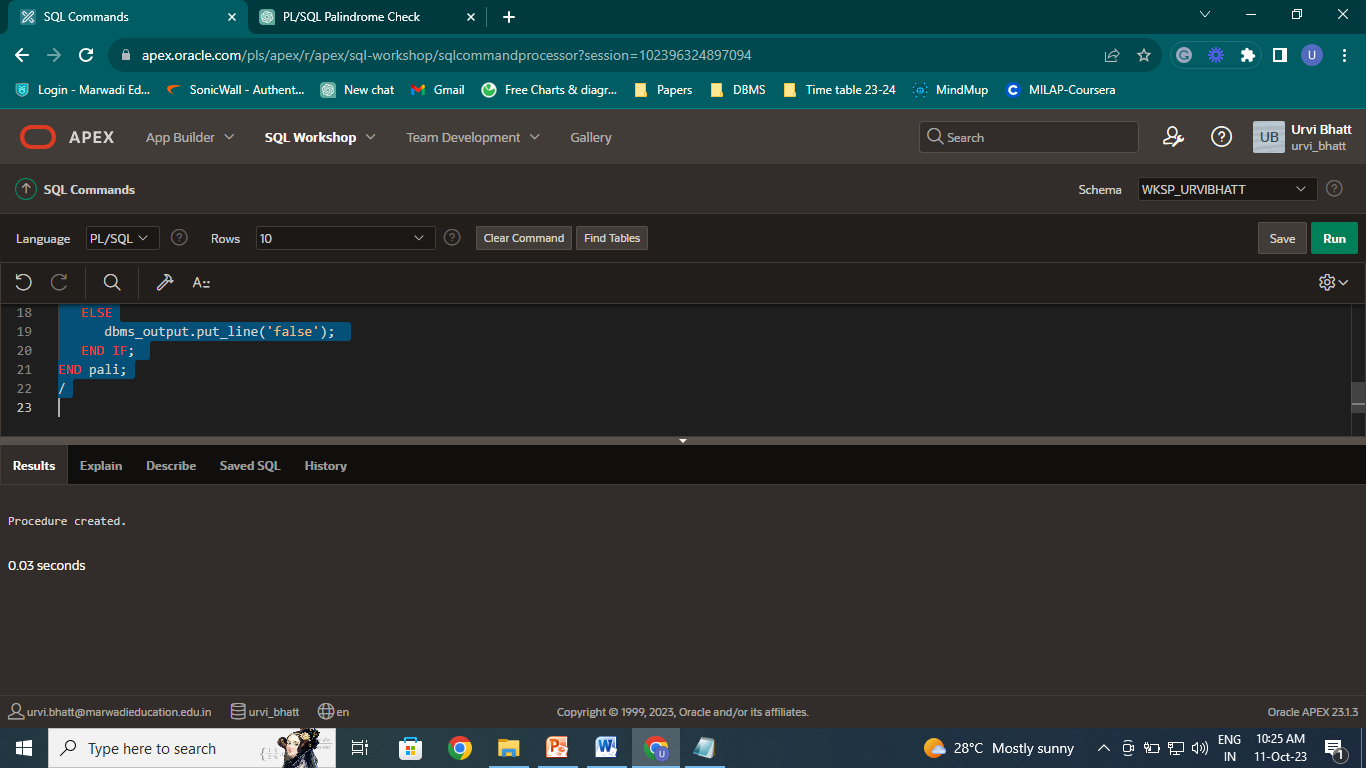 SQL Commands
PL/SQL Palindrome Check
apex.oracle.com/pls/apex/r/apex/sql-workshop/sqlcommandprocessor?session=102396324897094
U
Login - Marwadi Ed...
SonicWall - Authent...
New chat
Gmail
Free Charts & diagr...
Papers
DBMS
Time table 23-24
MindMup
MILAP-Coursera
APEX
App Builder
SQL Workshop
Team Development
Gallery
Search
UB
Urvi Bhatt
urvi_bhatt
SQL Commands
Schema
WKSP_URVIBHATT
Language
PL/SQL
Rows
10
Clear Command
Find Tables
Save
Run
18 ELSE
19 dbms_output.put_line('false');
20 END IF;
21 END pali;
22 /
23
Results
Explain
Describe
Saved SQL
History
Procedure created.
0.03 seconds
urvi.bhatt@marwadieducation.edu.in
urvi_bhatt
en
Copyright © 1999, 2023, Oracle and/or its affiliates.
Oracle APEX 23.1.3
Type here to search
28°C Mostly sunny
ENG
IN
10:25 AM
11-Oct-23
1